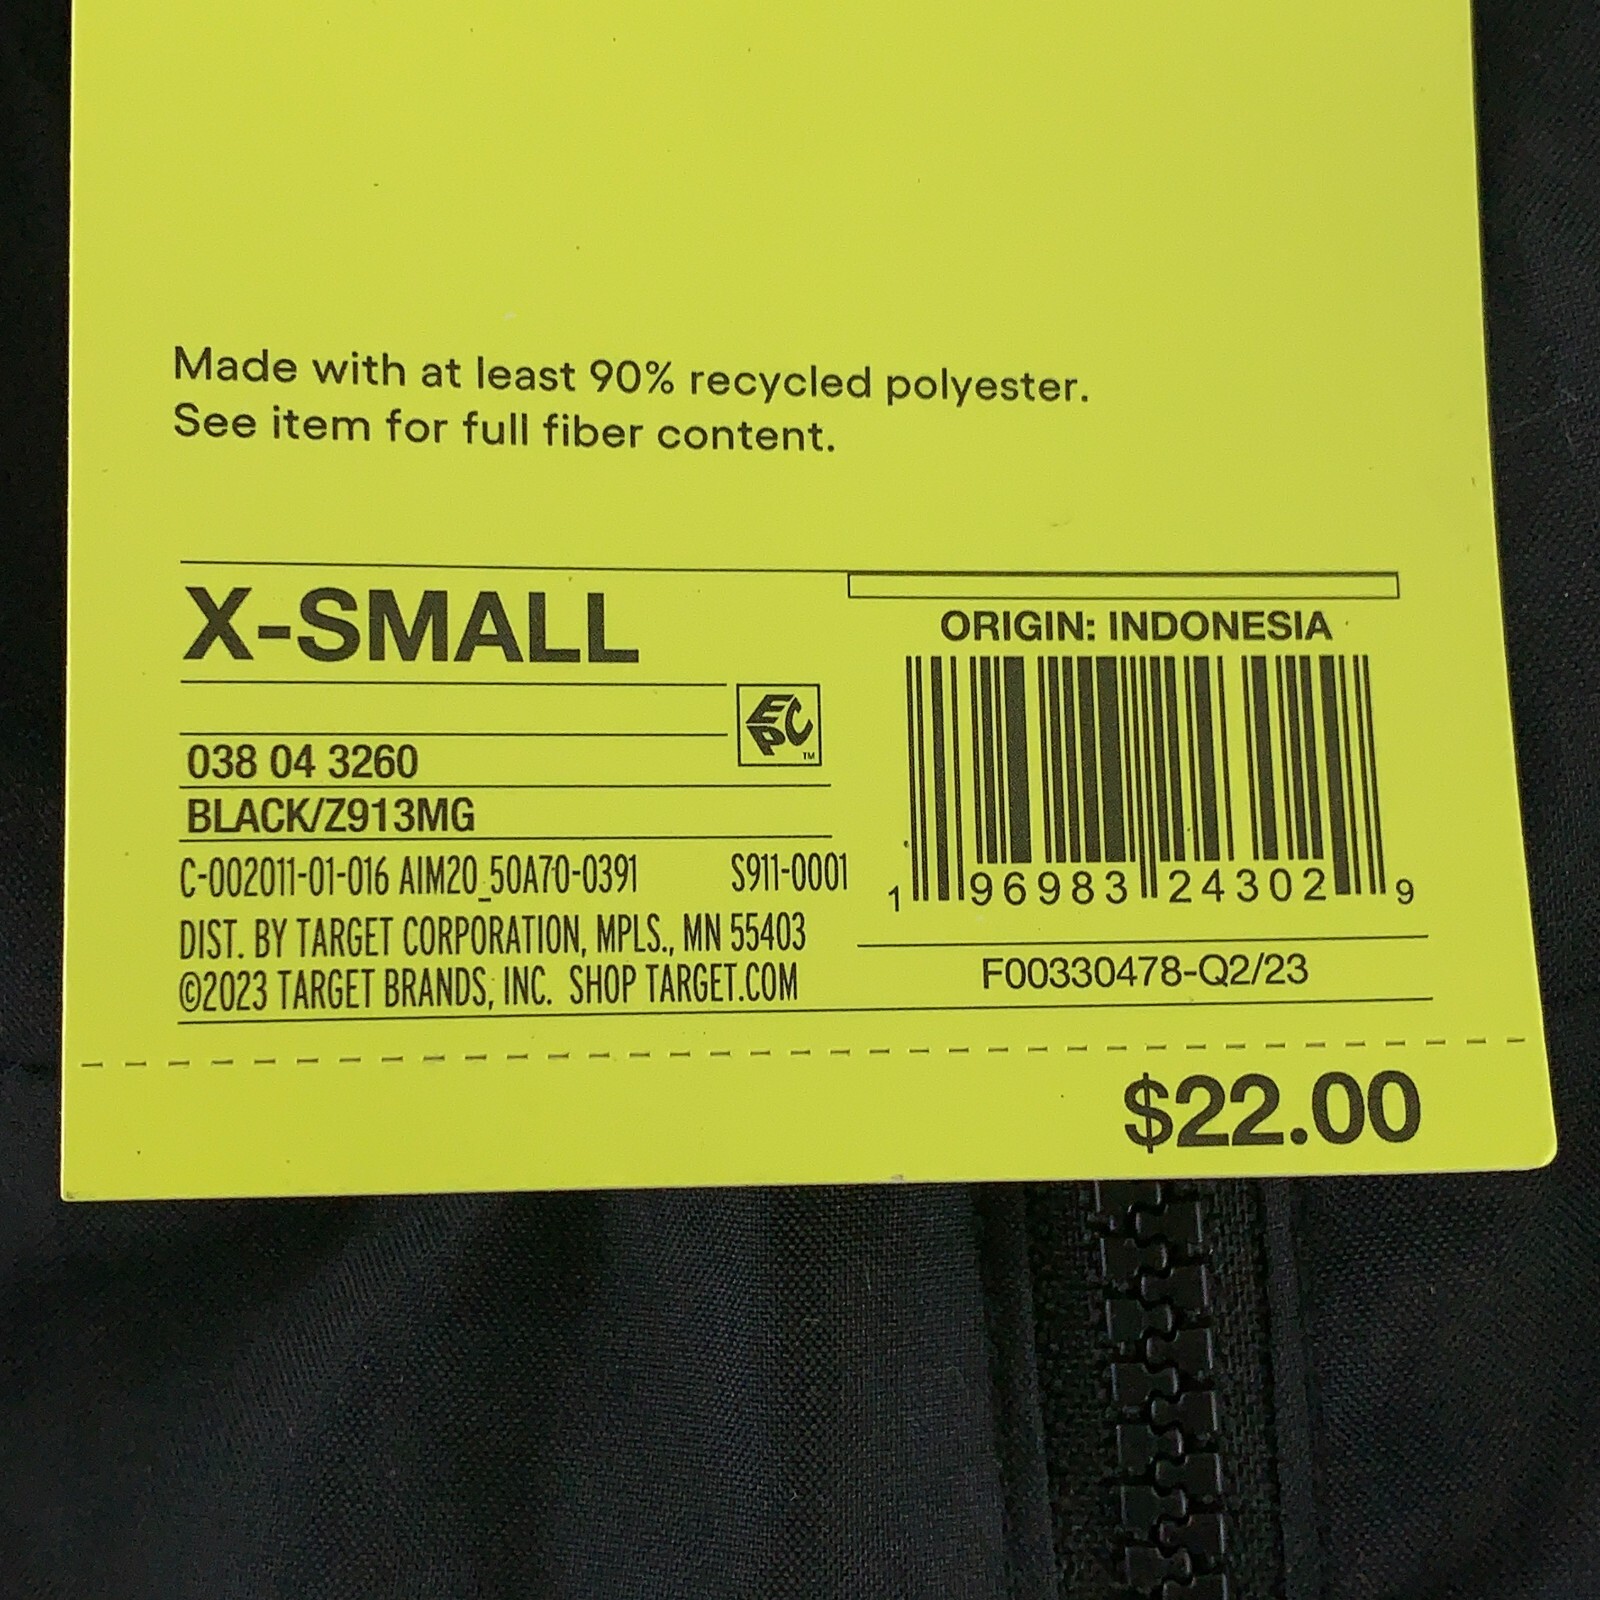 Made with at least 90% recycled polyester.
See item for full fiber content.
X-SMALL
ORIGIN: INDONESIA
EPC™
038 04 3260
BLACK/Z913MG
C-002011-01-016 AIM20_50A70-0391 S911-0001
1 96983 24302 9
DIST. BY TARGET CORPORATION, MPLS., MN 55403
©2023 TARGET BRANDS, INC. SHOP TARGET.COM
F00330478-Q2/23
$22.00